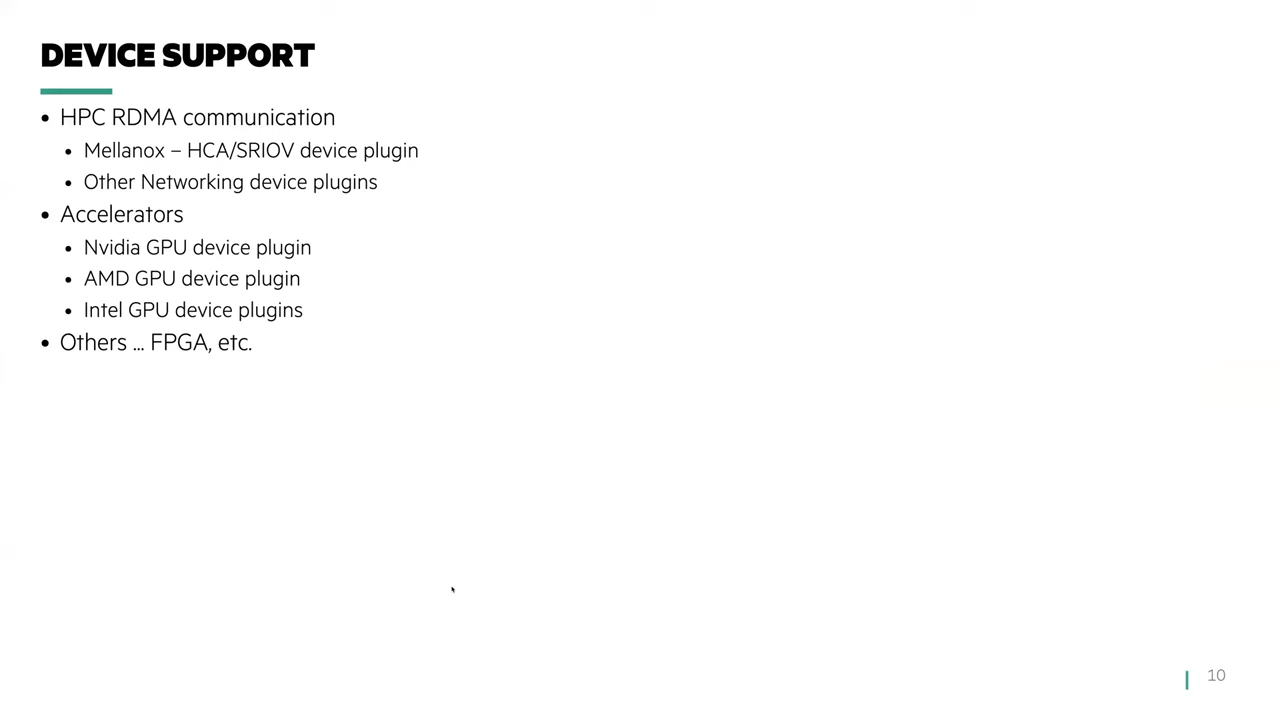 DEVICE SUPPORT
• HPC RDMA communication
• Mellanox – HCA/SRIOV device plugin
• Other Networking device plugins
• Accelerators
• Nvidia GPU device plugin
• AMD GPU device plugin
• Intel GPU device plugins
• Others ... FPGA, etc.
10